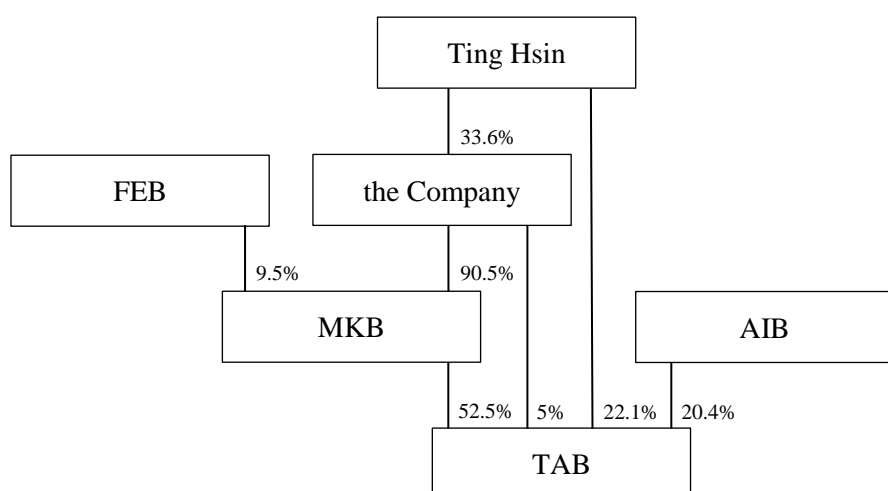 Ting Hsin
33.6%
FEB
the Company
9.5%
90.5%
MKB
AIB
52.5%
5%
22.1%
20.4%
TAB